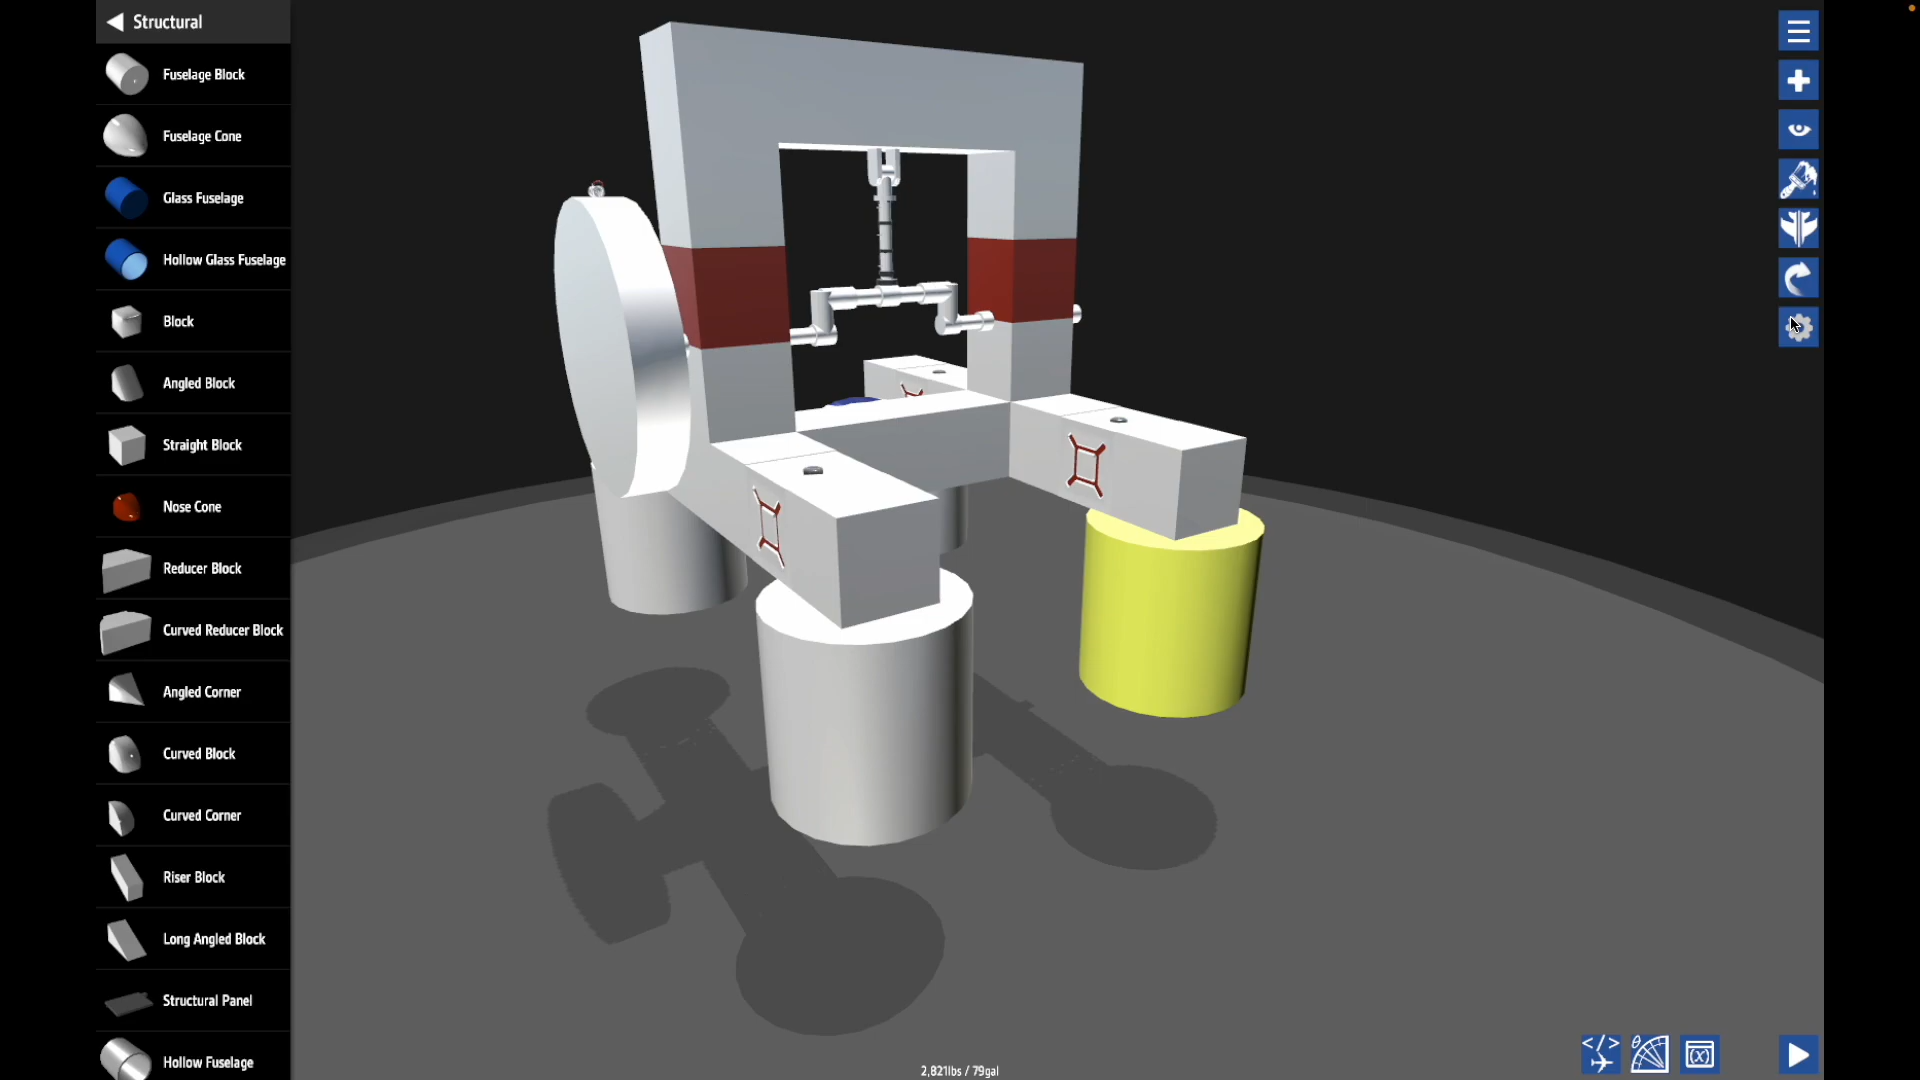 Structural
Fuselage Block
Fuselage Cone
Glass Fuselage
Hollow Glass Fuselage
Block
Angled Block
Straight Block
Nose Cone
Reducer Block
Curved Reducer Block
Angled Corner
Curved Block
Curved Corner
Riser Block
Long Angled Block
Structural Panel
Hollow Fuselage
2,821lbs / 79gal
</>
θ
(x)